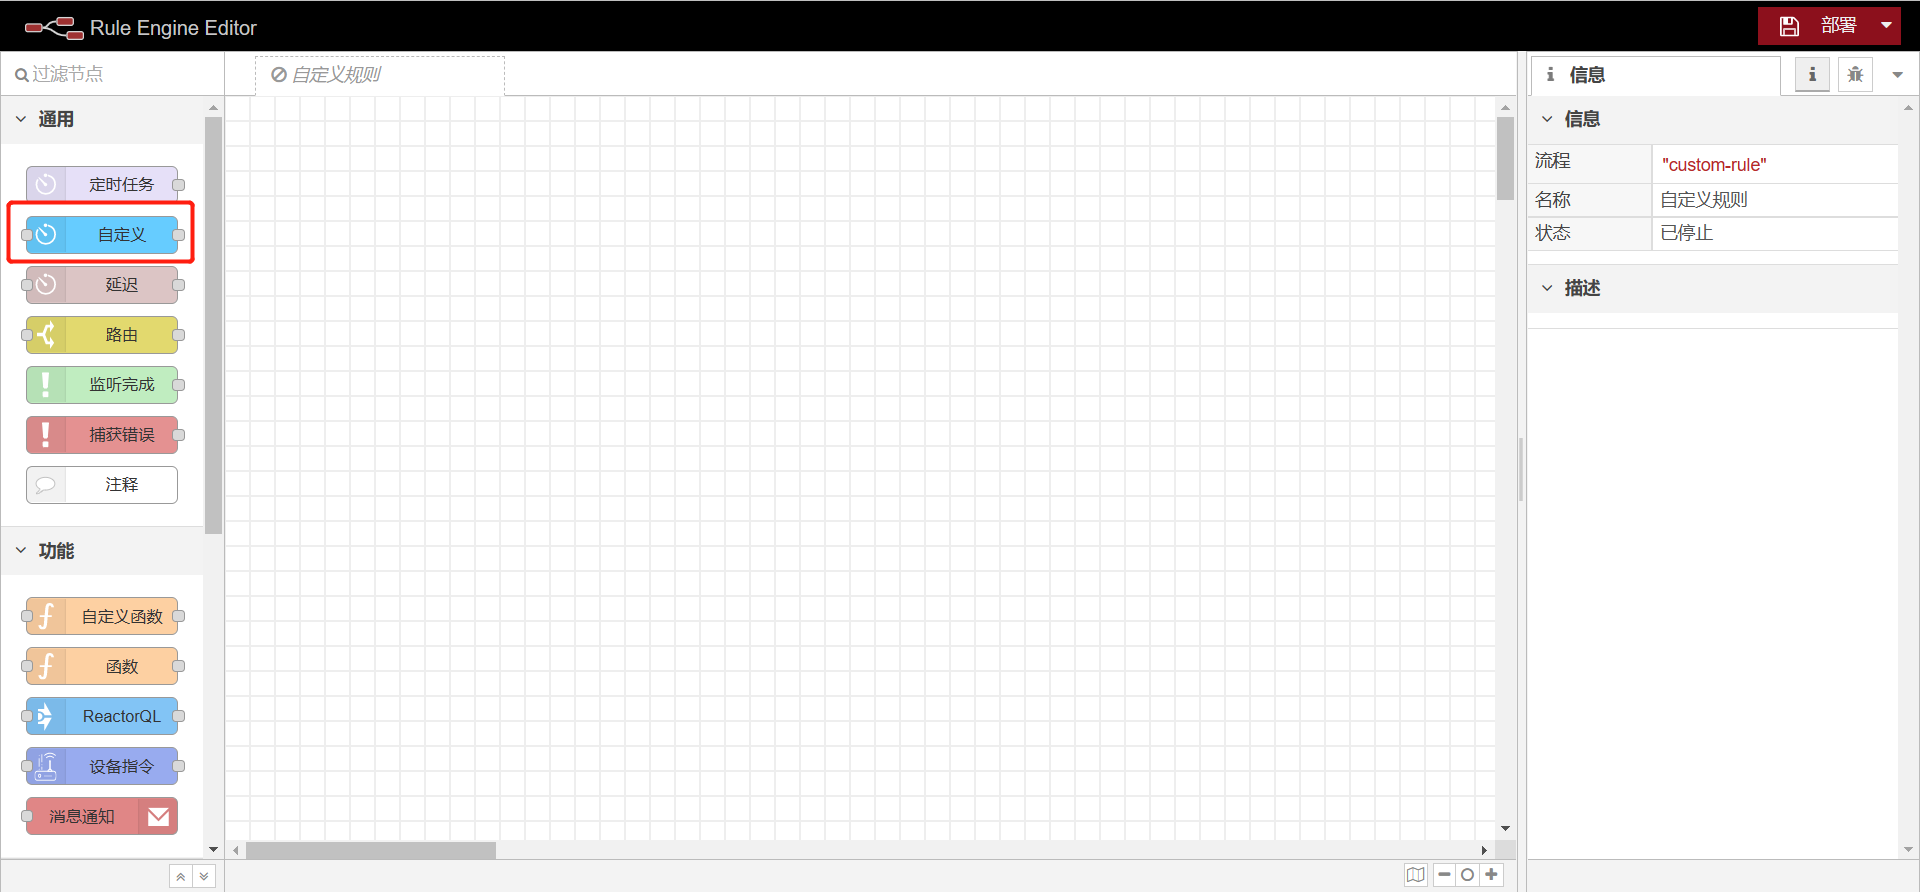 Rule Engine Editor
部署
过滤节点
自定义规则
信息
通用
定时任务
自定义
延迟
路由
监听完成
捕获错误
注释
功能
自定义函数
函数
ReactorQL
设备指令
消息通知
信息
流程
"custom-rule"
名称
自定义规则
状态
已停止
描述